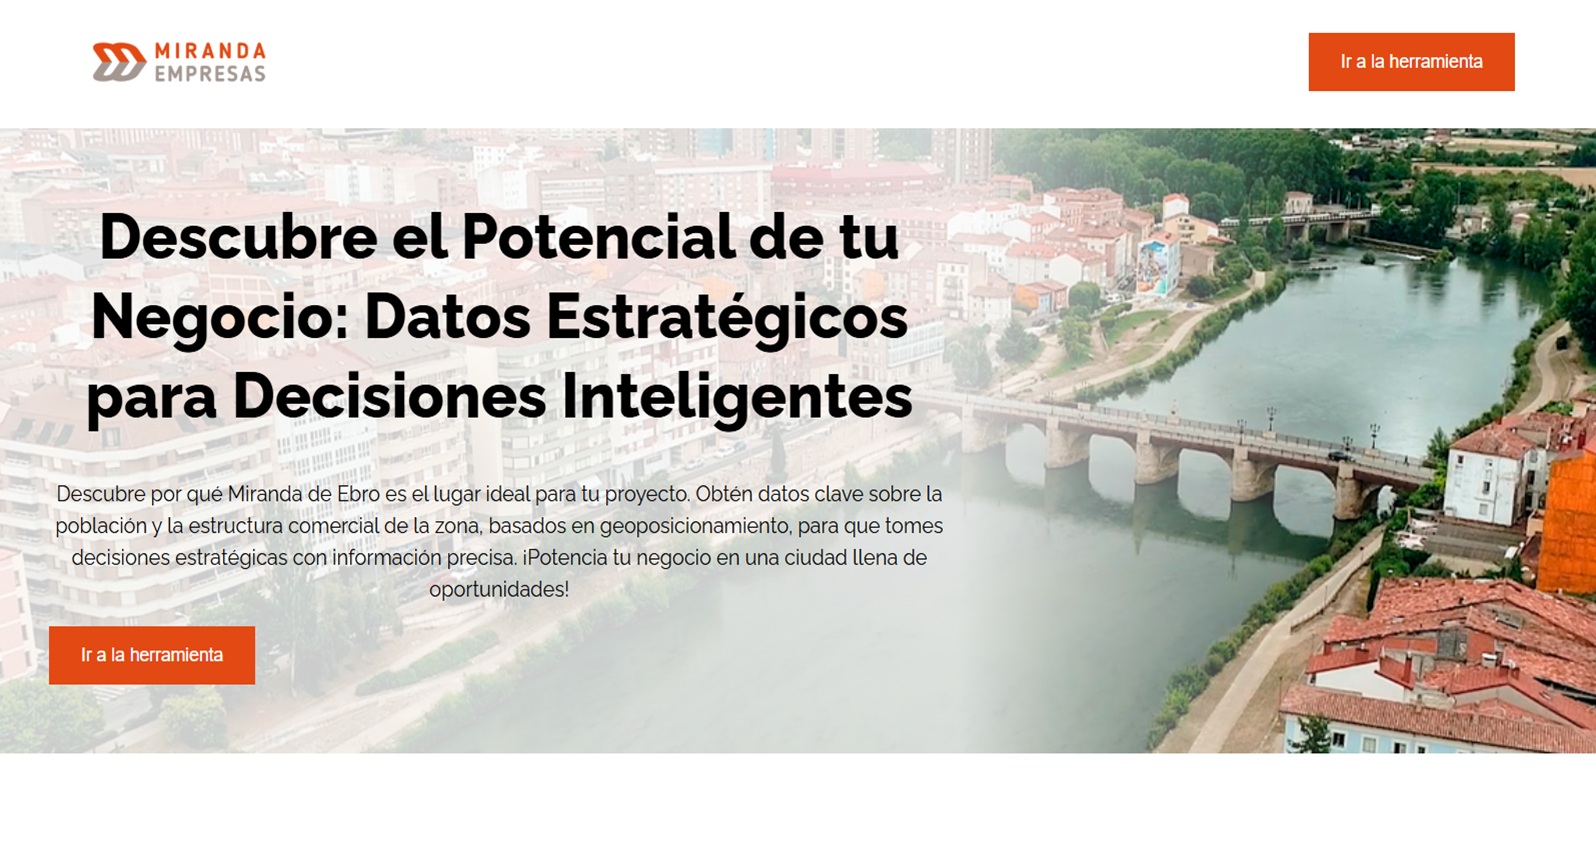 MIRANDA
EMPRESAS
Ir a la herramienta
Descubre el Potencial de tu
Negocio: Datos Estratégicos
para Decisiones Inteligentes
Descubre por qué Miranda de Ebro es el lugar ideal para tu proyecto. Obtén datos clave sobre la
población y la estructura comercial de la zona, basados en geoposicionamiento, para que tomes
decisiones estratégicas con información precisa. ¡Potencia tu negocio en una ciudad llena de
oportunidades!
Ir a la herramienta